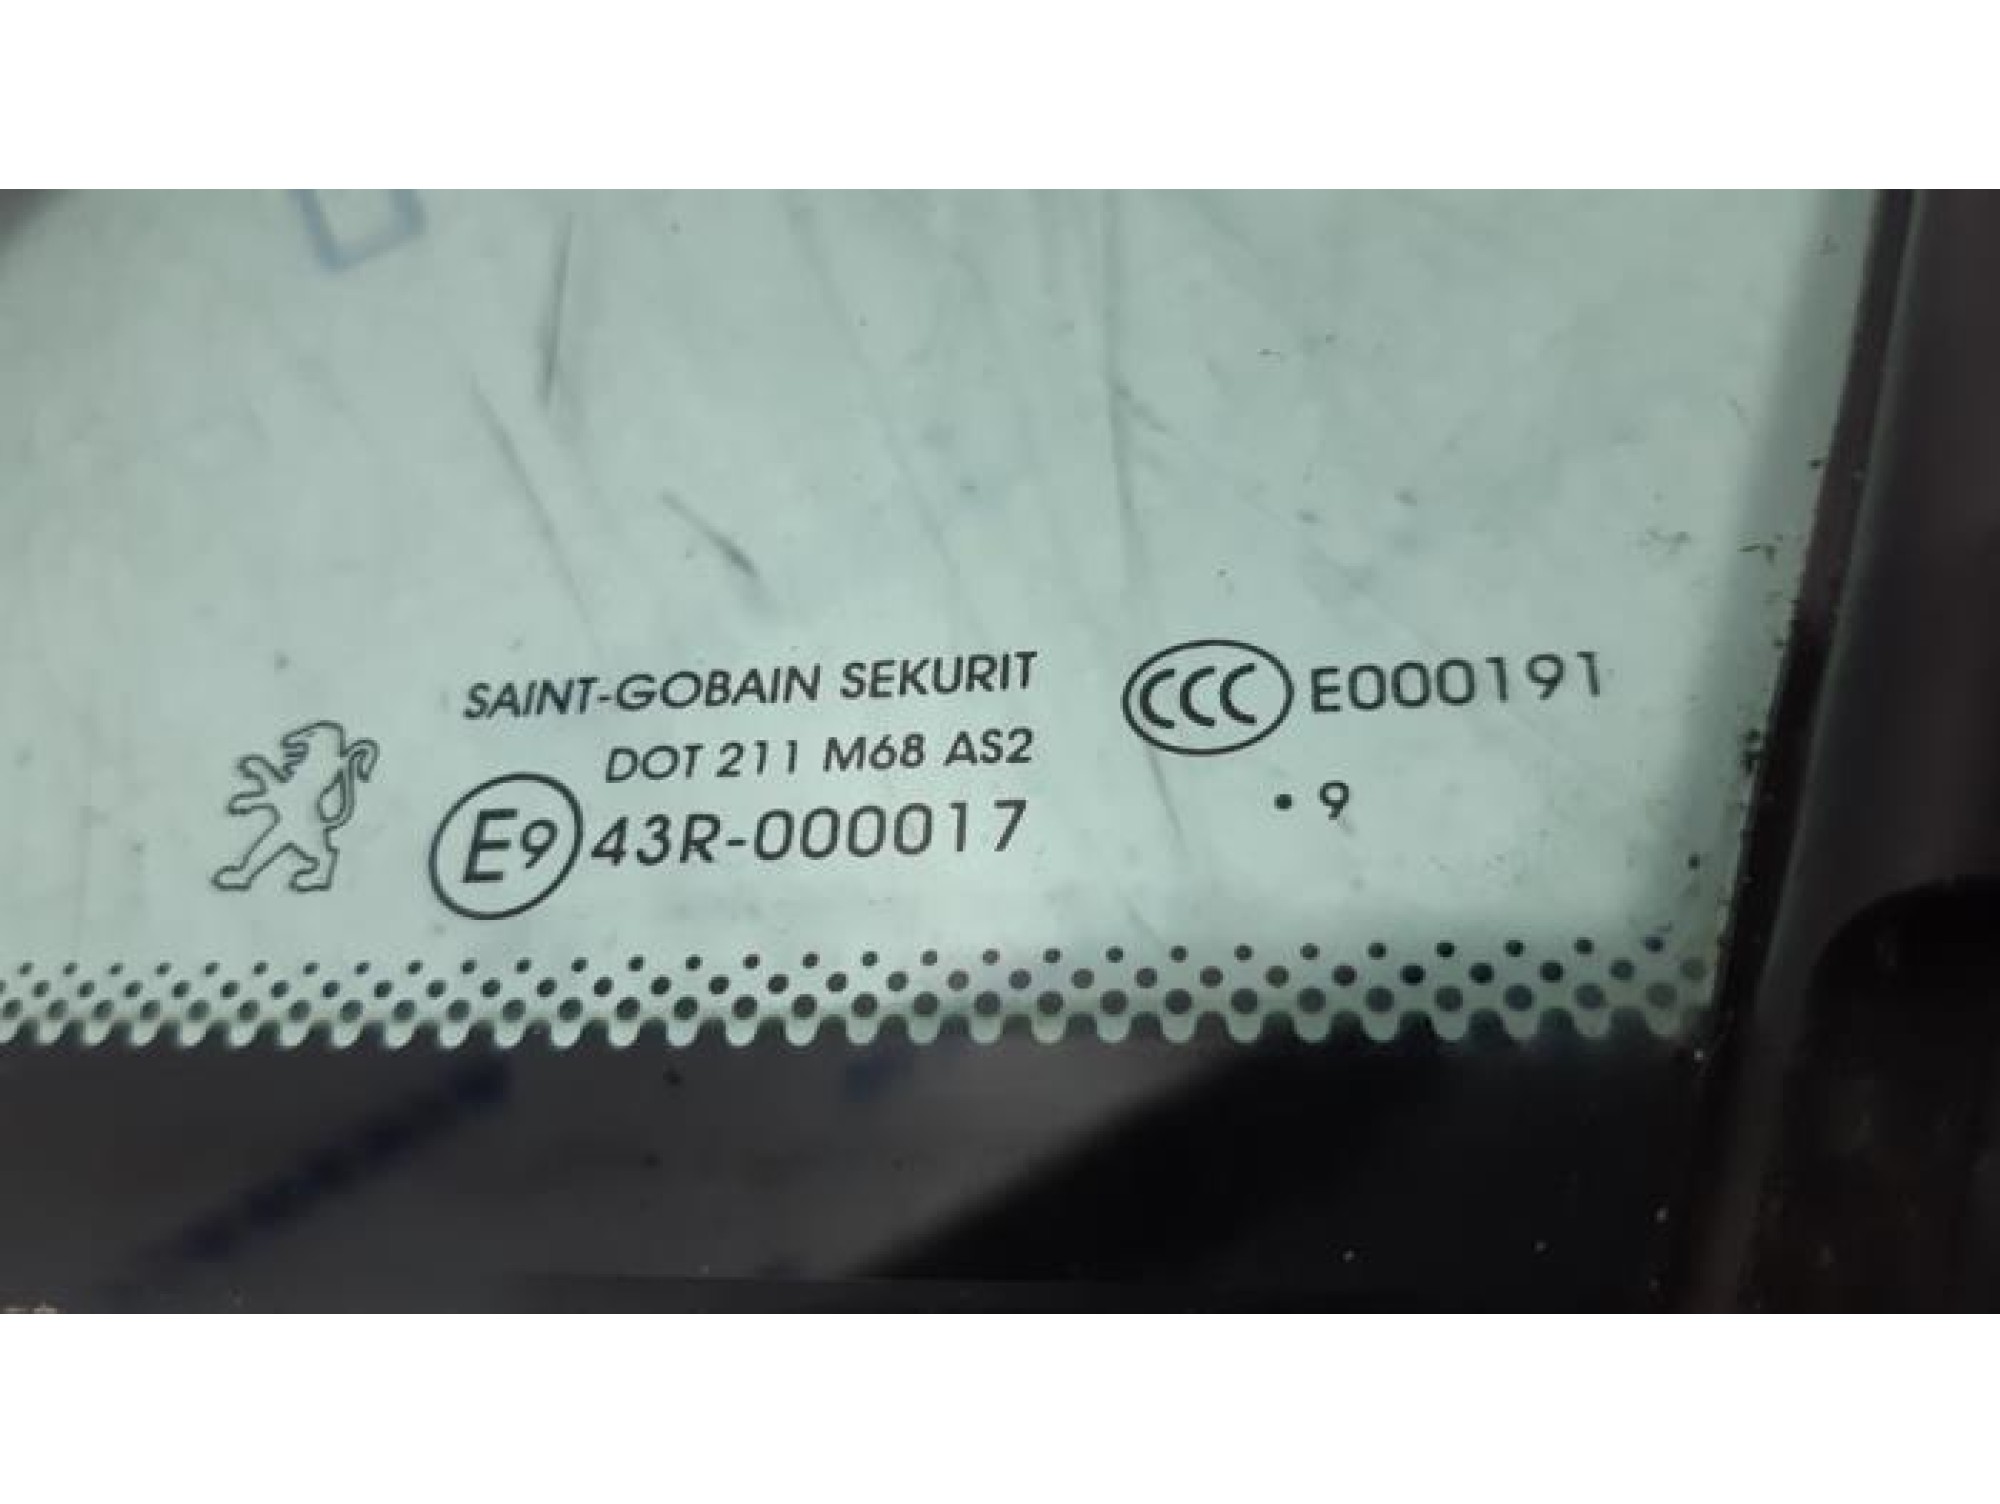 SAINT-GOBAIN SEKURIT
DOT 211 M68 AS2
E9 43R-000017
CCC E000191
• 9